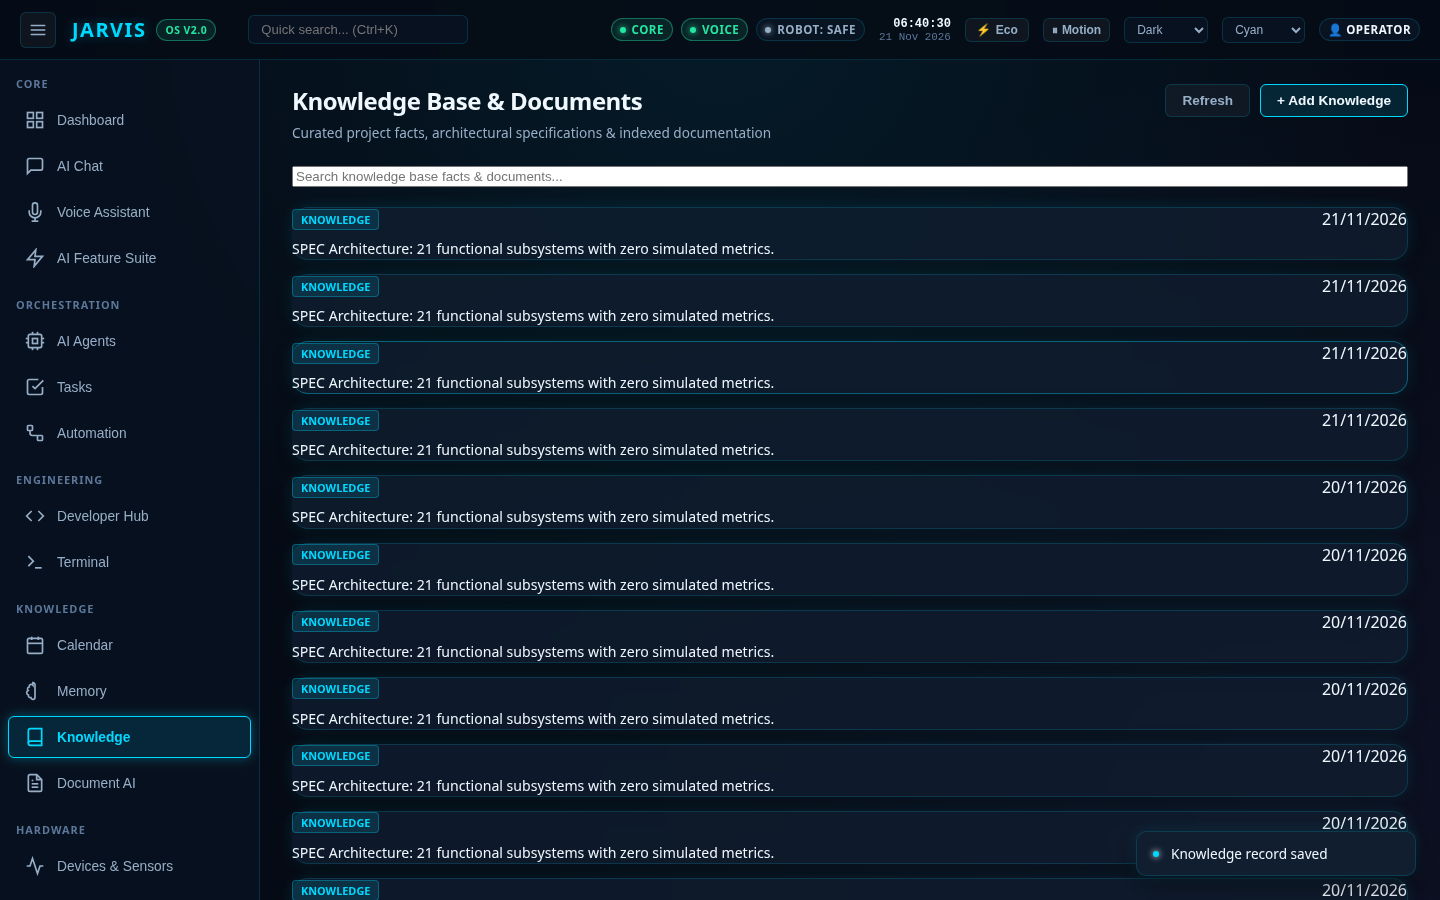 JARVIS OS V2.0 Quick search... (Ctrl+K) CORE VOICE ROBOT: SAFE 06:40:30 Eco Motion Dark Cyan OPERATOR
21 Nov 2026
CORE
Dashboard
AI Chat
Voice Assistant
AI Feature Suite
ORCHESTRATION
AI Agents
Tasks
Automation
ENGINEERING
Developer Hub
Terminal
KNOWLEDGE
Calendar
Memory
Knowledge
Document AI
HARDWARE
Devices & Sensors
Knowledge Base & Documents Refresh + Add Knowledge
Curated project facts, architectural specifications & indexed documentation
Search knowledge base facts & documents...
KNOWLEDGE 21/11/2026
SPEC Architecture: 21 functional subsystems with zero simulated metrics.
KNOWLEDGE 21/11/2026
SPEC Architecture: 21 functional subsystems with zero simulated metrics.
KNOWLEDGE 21/11/2026
SPEC Architecture: 21 functional subsystems with zero simulated metrics.
KNOWLEDGE 21/11/2026
SPEC Architecture: 21 functional subsystems with zero simulated metrics.
KNOWLEDGE 20/11/2026
SPEC Architecture: 21 functional subsystems with zero simulated metrics.
KNOWLEDGE 20/11/2026
SPEC Architecture: 21 functional subsystems with zero simulated metrics.
KNOWLEDGE 20/11/2026
SPEC Architecture: 21 functional subsystems with zero simulated metrics.
KNOWLEDGE 20/11/2026
SPEC Architecture: 21 functional subsystems with zero simulated metrics.
KNOWLEDGE 20/11/2026
SPEC Architecture: 21 functional subsystems with zero simulated metrics.
KNOWLEDGE 20/11/2026
SPEC Architecture: 21 functional subsystems with zero simulated metrics.
Knowledge record saved
KNOWLEDGE 20/11/2026